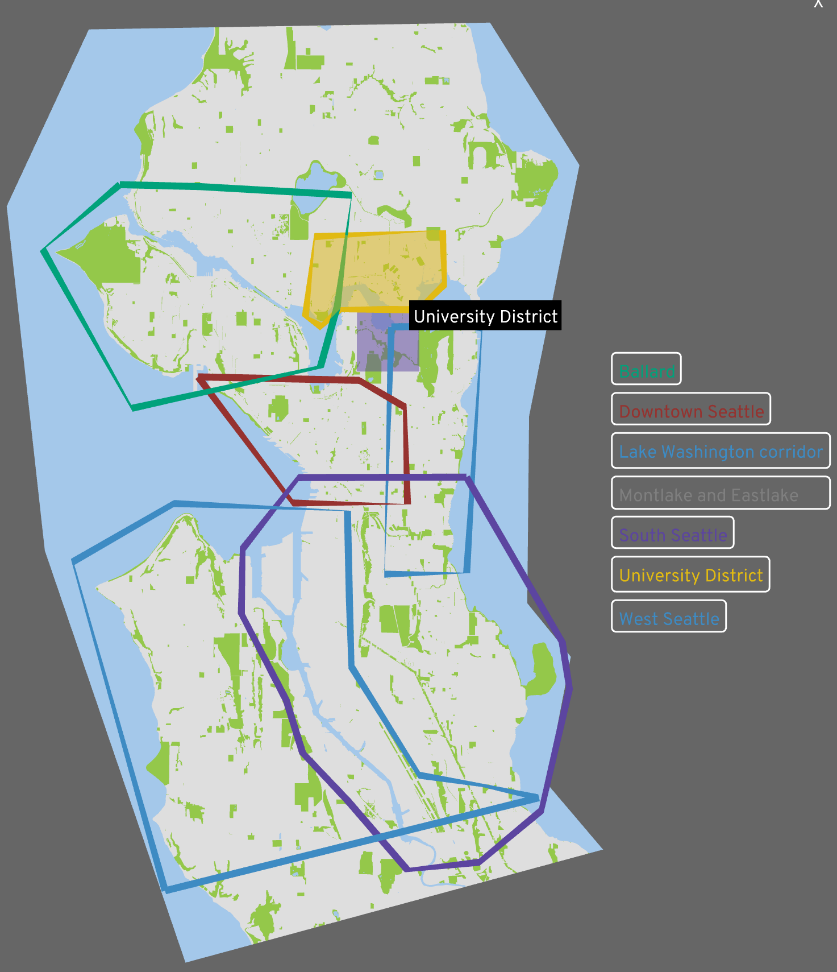 X
University District
Ballard
Downtown Seattle
Lake Washington corridor
Montlake and Eastlake
South Seattle
University District
West Seattle